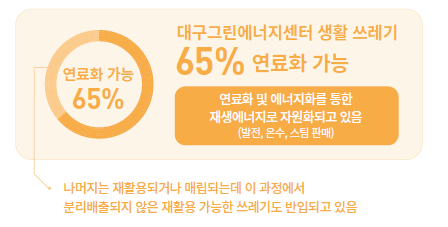 연료화 가능
65%
대구그린에너지센터 생활 쓰레기
65% 연료화 가능
연료화 및 에너지화를 통한
재생에너지로 자원화되고 있음
(발전, 온수, 스팀 판매)
나머지는 재활용되거나 매립되는데 이 과정에서
분리배출되지 않은 재활용 가능한 쓰레기도 반입되고 있음